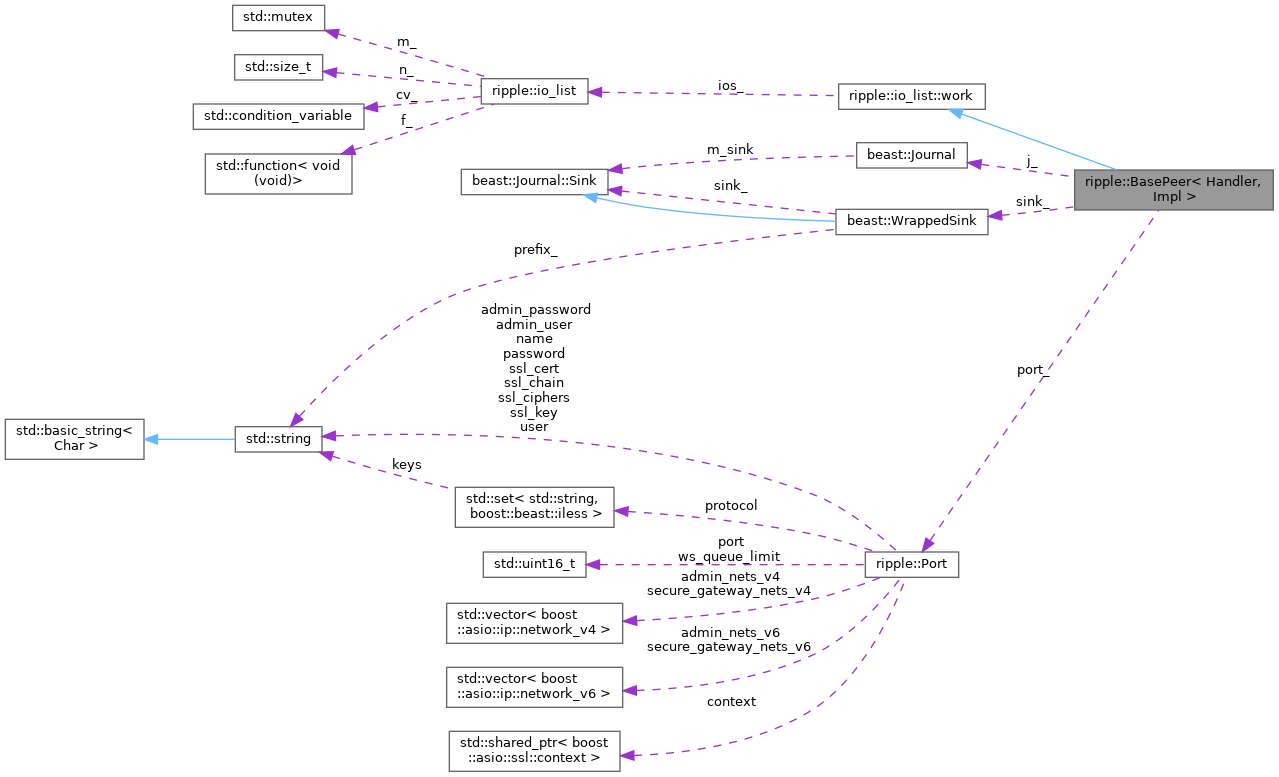 std::mutex
m_
std::size_t
n_
ripple::io_list
ios_
ripple::io_list::work
cv_
std::condition_variable
f_
std::function< void
(void)>
m_sink
beast::Journal
j_
beast::Journal::Sink
sink_
ripple::BasePeer< Handler,
Impl >
sink_
beast::WrappedSink
prefix_
admin_password
admin_user
name
password
ssl_cert
ssl_chain
ssl_ciphers
ssl_key
user
port_
std::basic_string<
Char >
std::string
keys
std::set< std::string,
boost::beast::iless >
protocol
port
ws_queue_limit
std::uint16_t
ripple::Port
admin_nets_v4
secure_gateway_nets_v4
std::vector< boost
::asio::ip::network_v4 >
admin_nets_v6
secure_gateway_nets_v6
std::vector< boost
::asio::ip::network_v6 >
context
std::shared_ptr< boost
::asio::ssl::context >